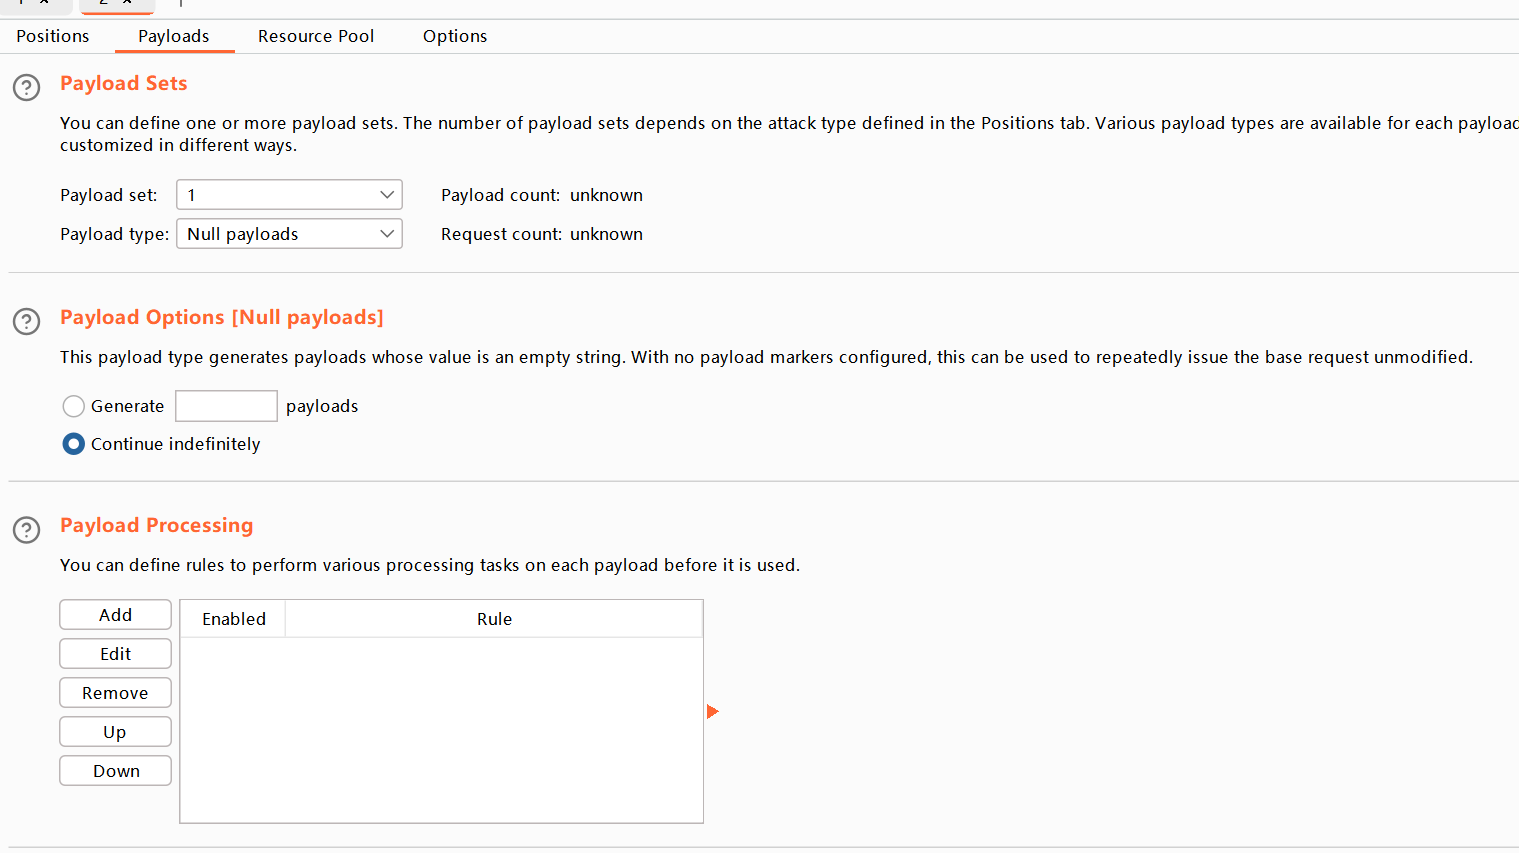 Positions Payloads Resource Pool Options
Payload Sets
You can define one or more payload sets. The number of payload sets depends on the attack type defined in the Positions tab. Various payload types are available for each payload
customized in different ways.
Payload set: 1 Payload count: unknown
Payload type: Null payloads Request count: unknown
Payload Options [Null payloads]
This payload type generates payloads whose value is an empty string. With no payload markers configured, this can be used to repeatedly issue the base request unmodified.
Generate payloads
Continue indefinitely
Payload Processing
You can define rules to perform various processing tasks on each payload before it is used.
Add Enabled Rule
Edit
Remove
Up
Down